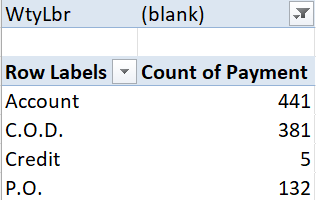 WtyLbr (blank)
Row Labels Count of Payment
Account 441
C.O.D. 381
Credit 5
P.O. 132